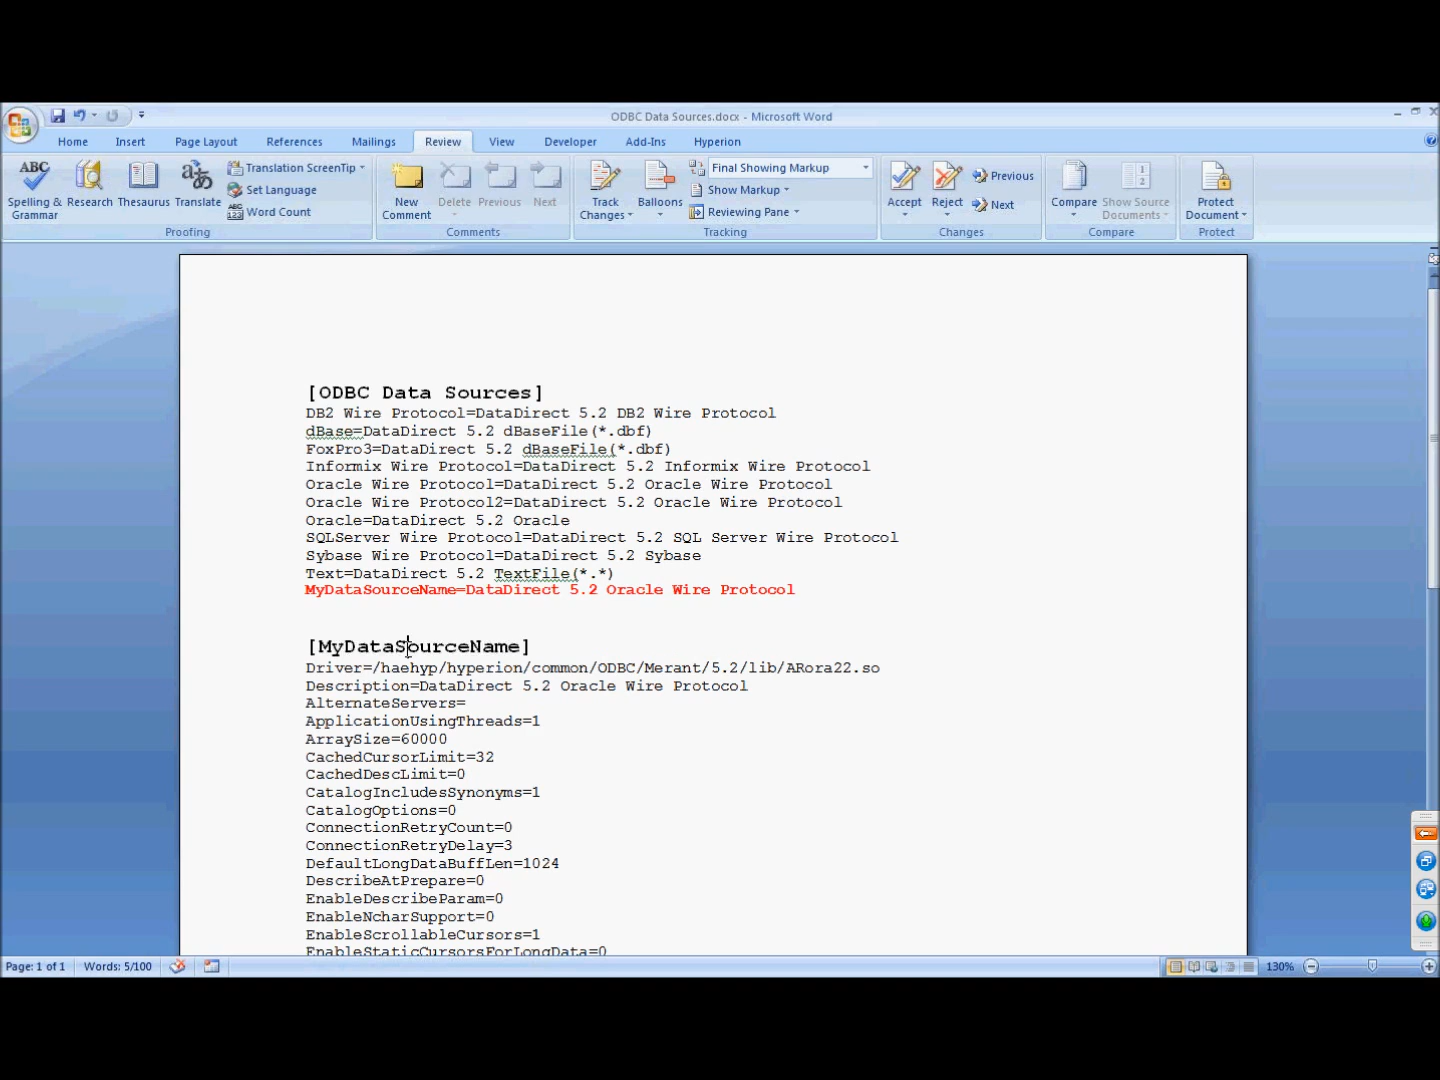 ODBC Data Sources.docx - Microsoft Word
Home Insert Page Layout References Mailings Review View Developer Add-Ins Hyperion
ABC Spelling & Grammar
Research
Thesaurus
Translate
Translation ScreenTip
Set Language
ABC 123 Word Count
Proofing
New Comment
Delete
Previous
Next
Comments
Track Changes
Balloons
Final Showing Markup
Show Markup
Reviewing Pane
Tracking
Accept
Reject
Previous
Next
Changes
Compare
Show Source Documents
Compare
Protect Document
Protect
[ODBC Data Sources]
DB2 Wire Protocol=DataDirect 5.2 DB2 Wire Protocol
dBase=DataDirect 5.2 dBaseFile(*.dbf)
FoxPro3=DataDirect 5.2 dBaseFile(*.dbf)
Informix Wire Protocol=DataDirect 5.2 Informix Wire Protocol
Oracle Wire Protocol=DataDirect 5.2 Oracle Wire Protocol
Oracle Wire Protocol2=DataDirect 5.2 Oracle Wire Protocol
Oracle=DataDirect 5.2 Oracle
SQLServer Wire Protocol=DataDirect 5.2 SQL Server Wire Protocol
Sybase Wire Protocol=DataDirect 5.2 Sybase
Text=DataDirect 5.2 TextFile(*.*)
MyDataSourceName=DataDirect 5.2 Oracle Wire Protocol
[MyDataSourceName]
Driver=/haehyp/hyperion/common/ODBC/Merant/5.2/lib/ARora22.so
Description=DataDirect 5.2 Oracle Wire Protocol
AlternateServers=
ApplicationUsingThreads=1
ArraySize=60000
CachedCursorLimit=32
CachedDescLimit=0
CatalogIncludesSynonyms=1
CatalogOptions=0
ConnectionRetryCount=0
ConnectionRetryDelay=3
DefaultLongDataBuffLen=1024
DescribeAtPrepare=0
EnableDescribeParam=0
EnableNcharSupport=0
EnableScrollableCursors=1
EnableStaticCursorsForLongData=0
Page: 1 of 1 Words: 5/100 130%